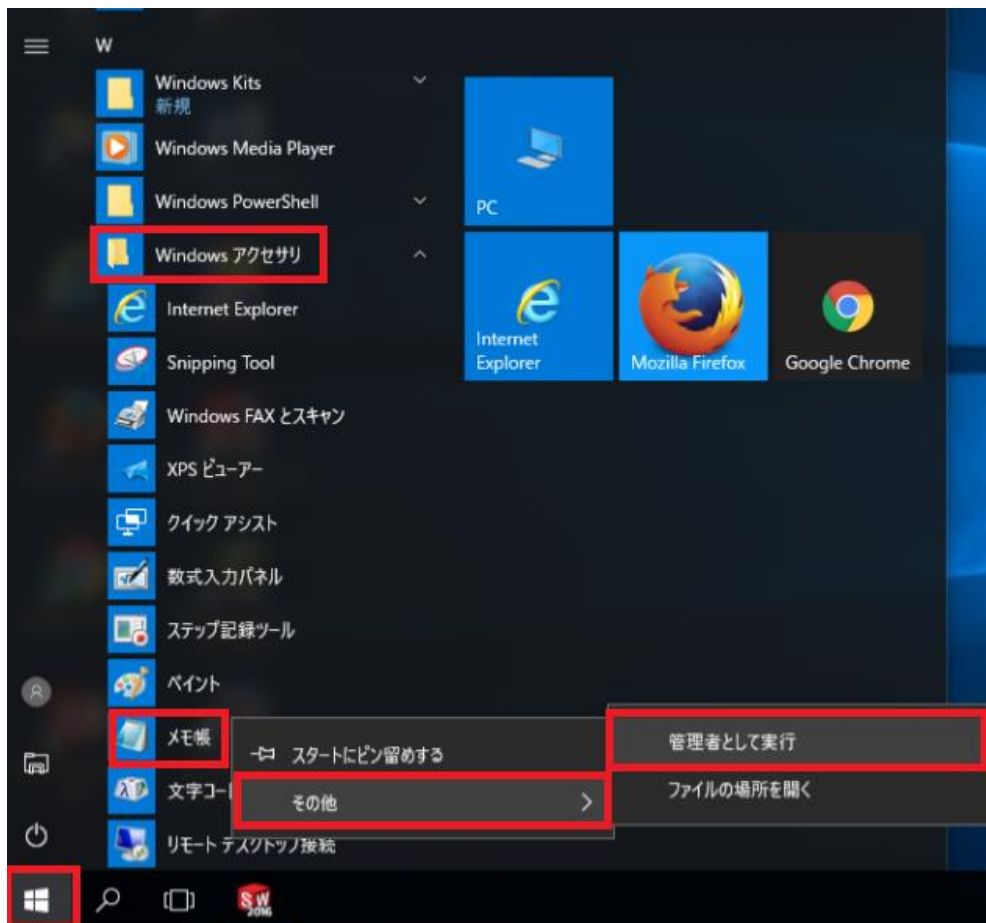 W
Windows Kits
新規
Windows Media Player
Windows PowerShell
Windows アクセサリ
Internet Explorer
Snipping Tool
Windows FAX とスキャン
XPS ビューアー
クイック アシスト
数式入力パネル
ステップ記録ツール
ペイント
メモ帳
文字コー
リモート デスクトップ接続
PC
Internet
Explorer
Mozilla Firefox
Google Chrome
スタートにピン留めする
その他
管理者として実行
ファイルの場所を開く
SW
2016